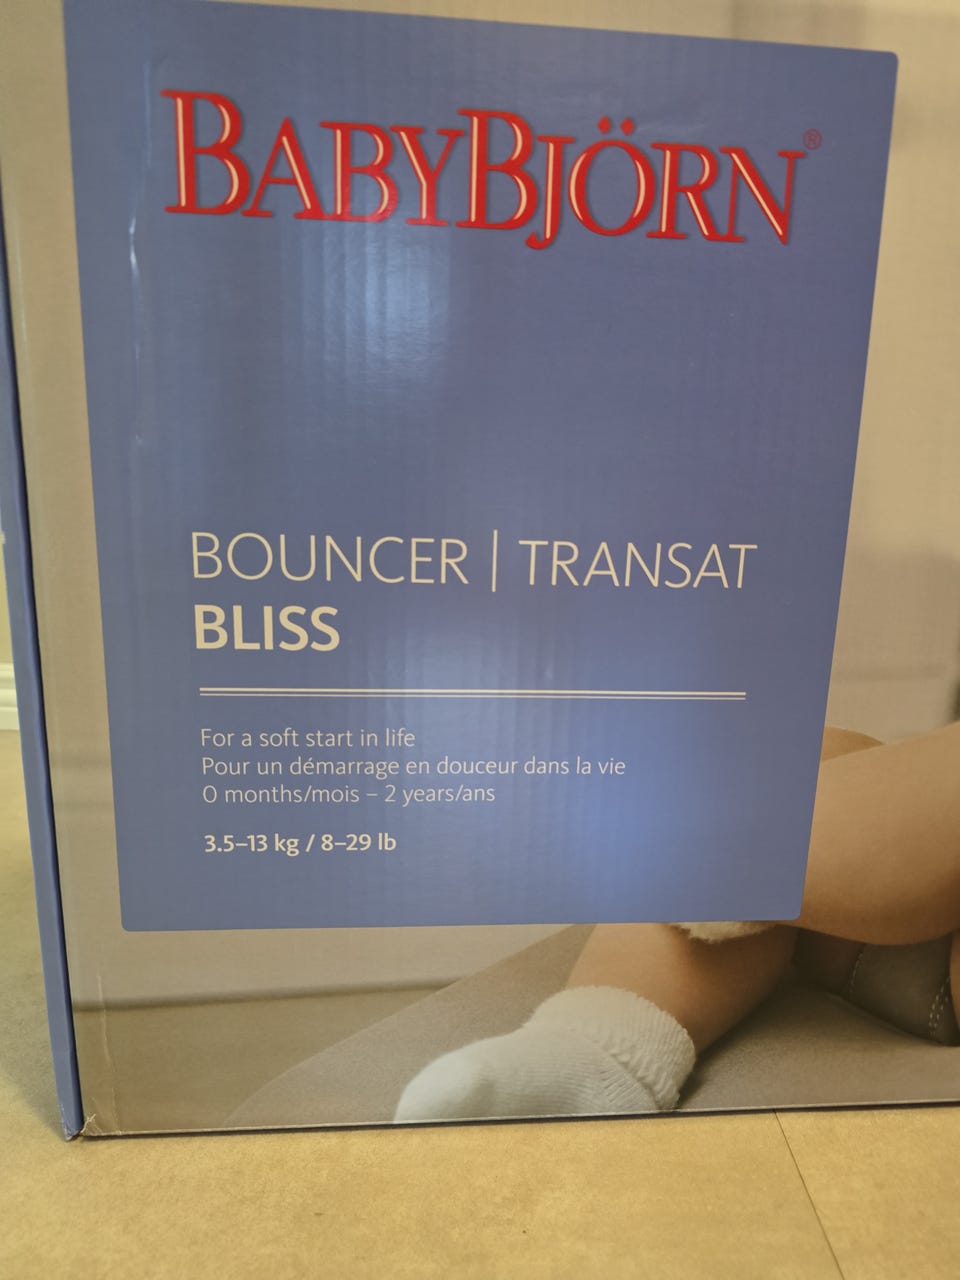 BABYBJÖRN®
BOUNCER | TRANSAT
BLISS
For a soft start in life
Pour un démarrage en douceur dans la vie
0 months/mois – 2 years/ans
3.5–13 kg / 8–29 lb